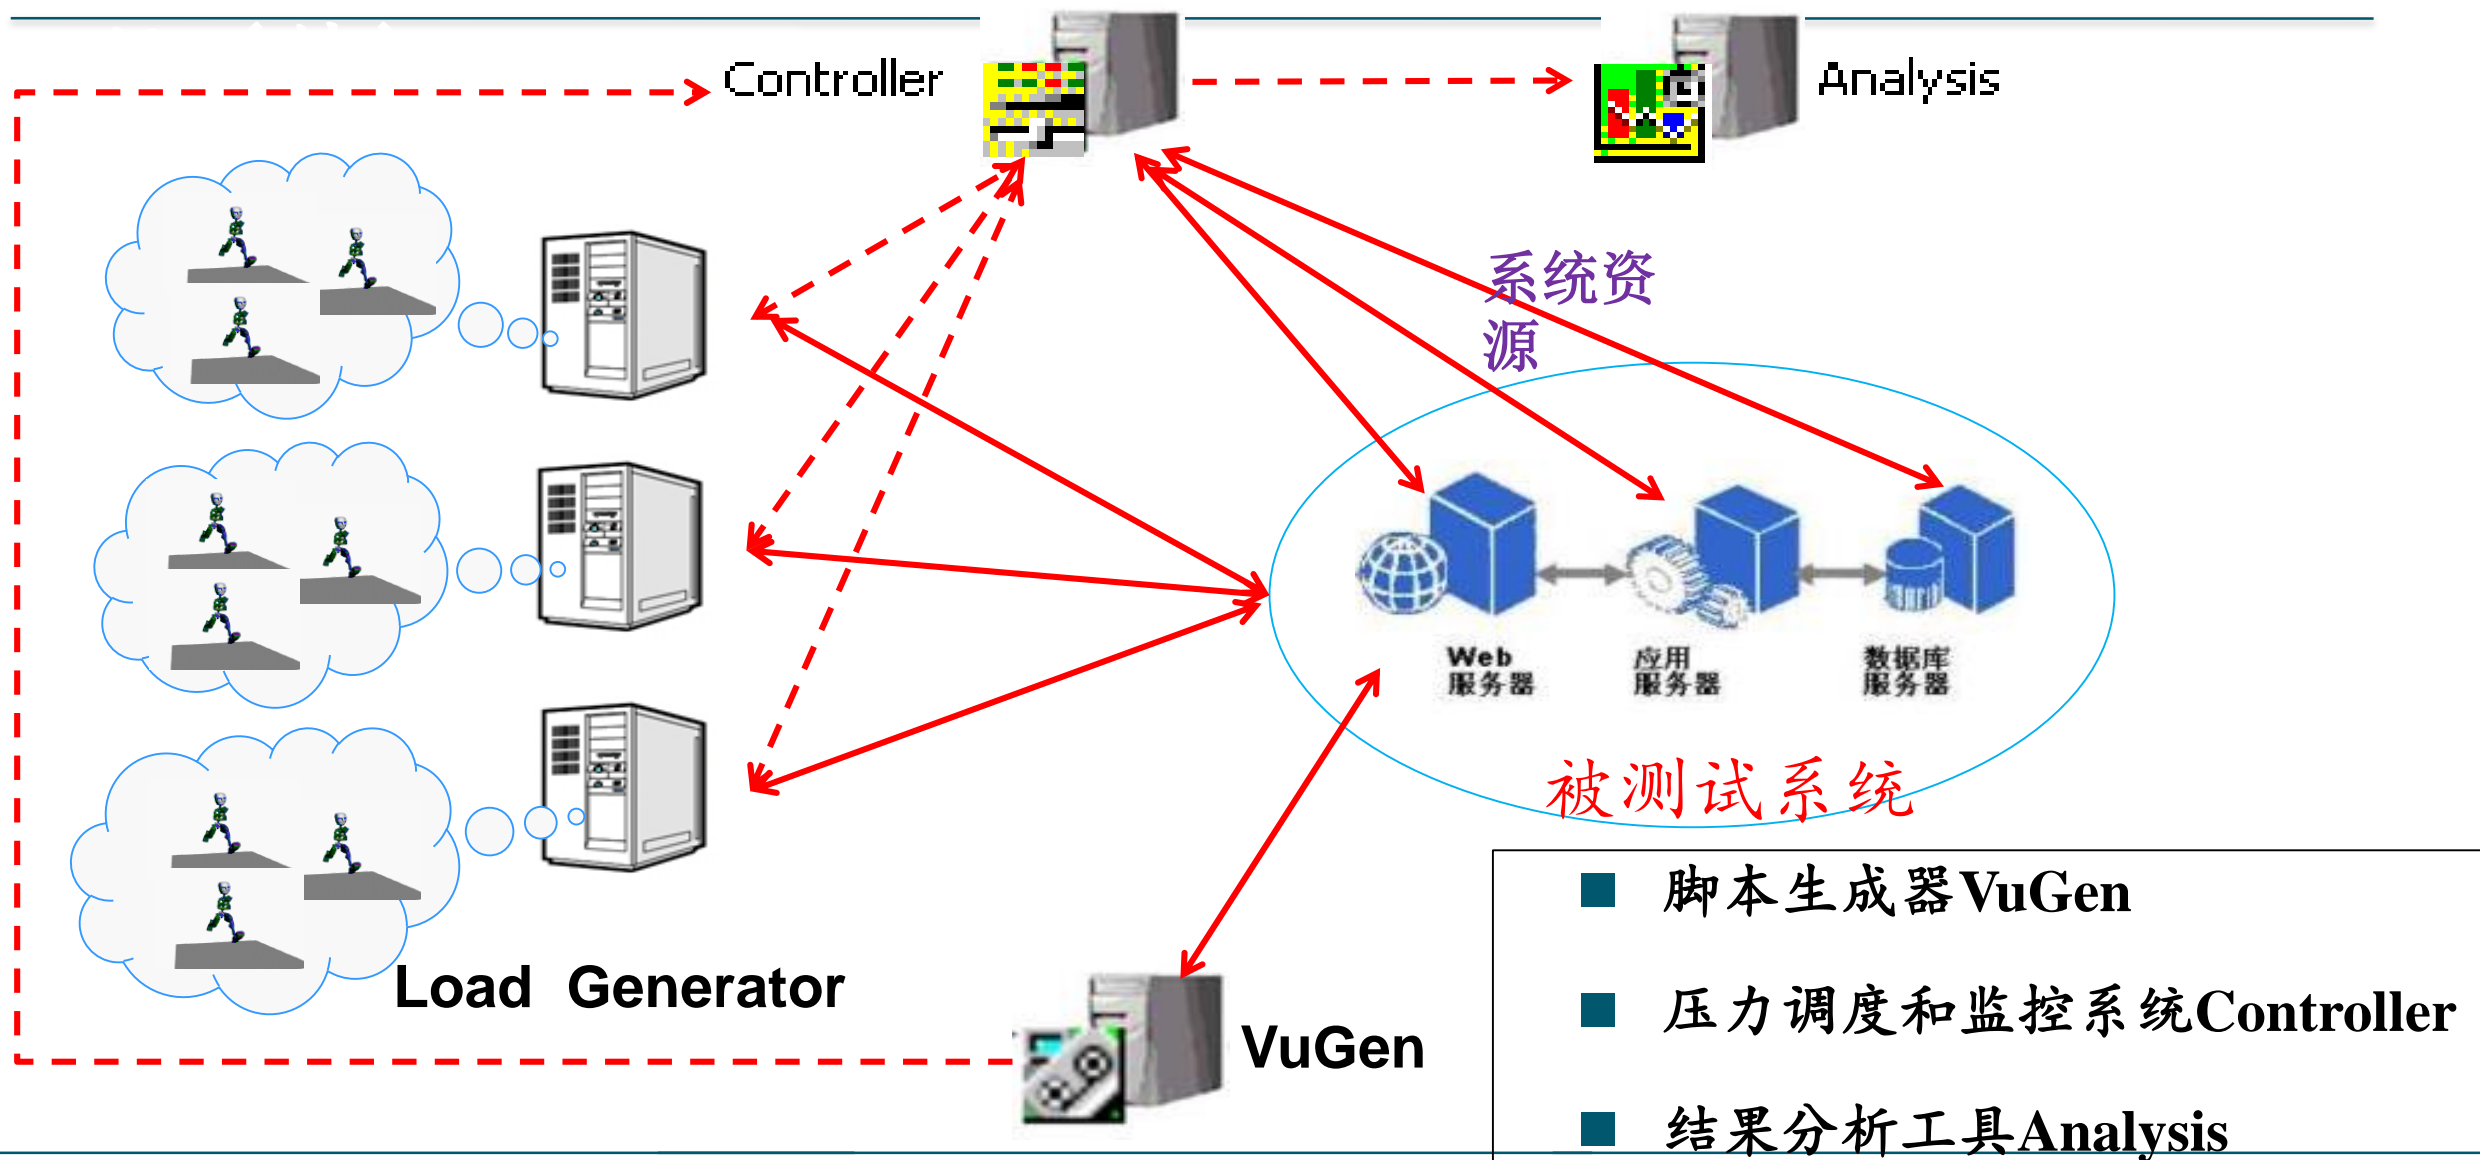 Controller
Analysis
系统资
源
Web
服务器
应用
服务器
数据库
服务器
被测试系统
Load Generator
VuGen
脚本生成器VuGen
压力调度和监控系统Controller
结果分析工具Analysis